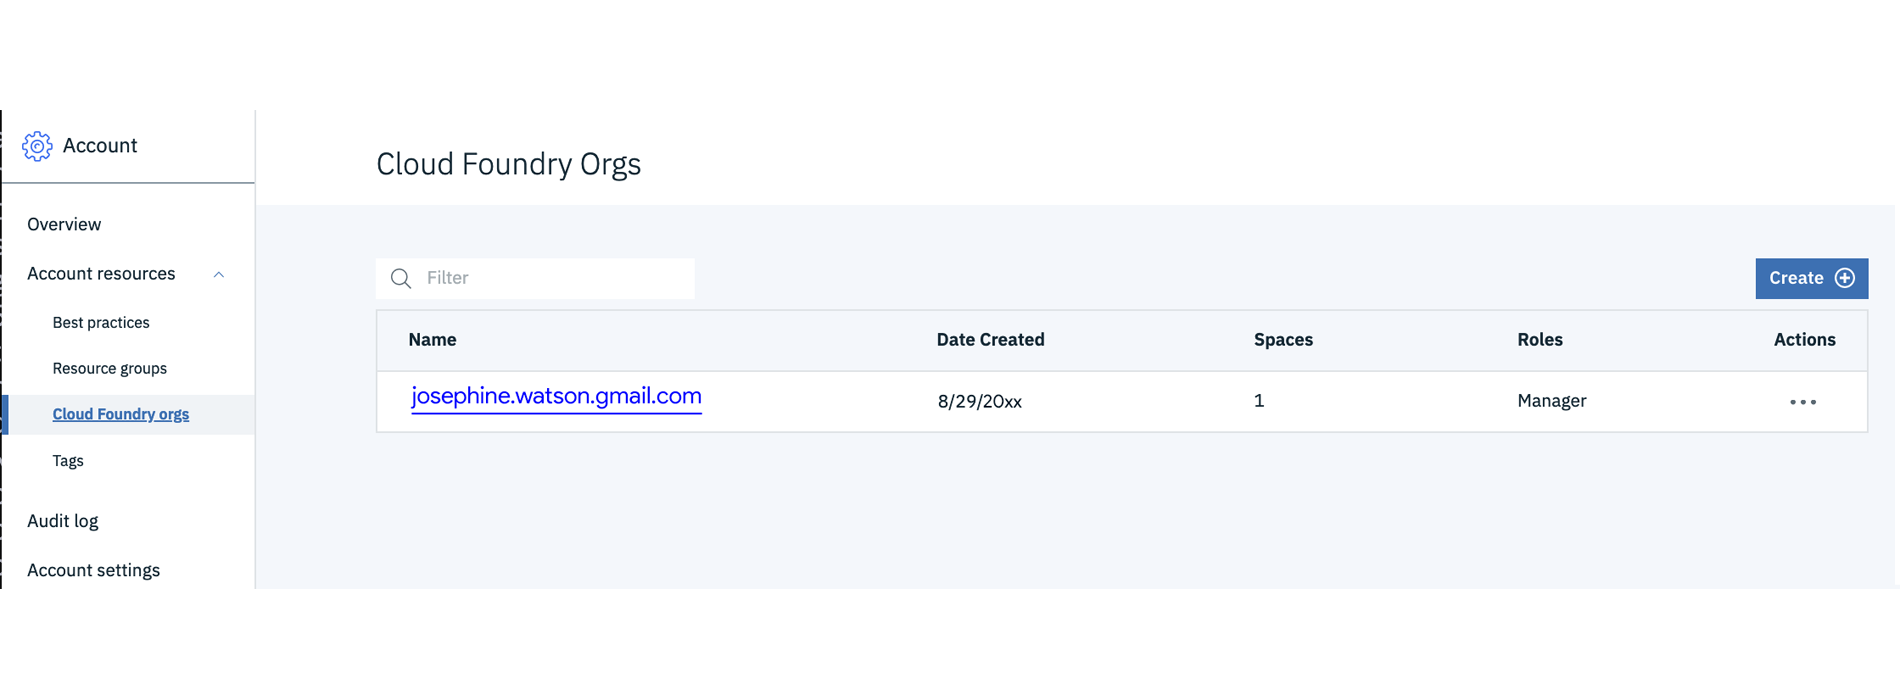 Account
Overview
Account resources
Best practices
Resource groups
Cloud Foundry orgs
Tags
Audit log
Account settings
Cloud Foundry Orgs
Filter
Create
Name Date Created Spaces Roles Actions
josephine.watson.gmail.com 8/29/20xx 1 Manager